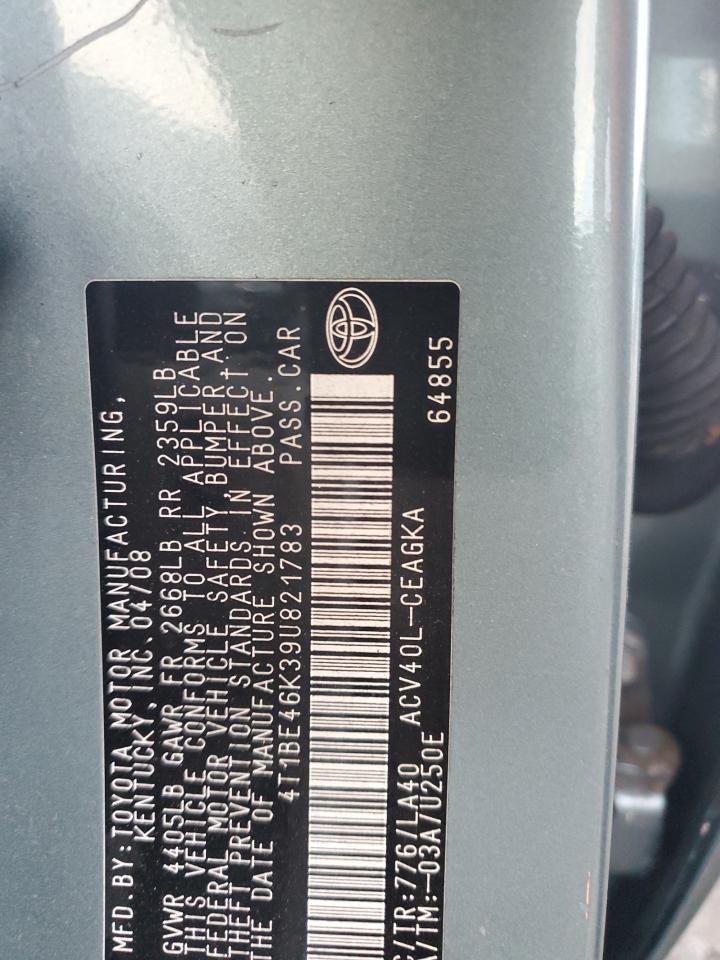 MFD.BY:TOYOTA MOTOR MANUFACTURING,
KENTUCKY, INC. 04/08
GVWR 4405LB GAWR FR 2668LB RR 2359LB
THIS VEHICLE CONFORMS TO ALL APPLICABLE
FEDERAL MOTOR VEHICLE SAFETY, BUMPER AND
THEFT PREVENTION STANDARDS IN EFFECT ON
THE DATE OF MANUFACTURE SHOWN ABOVE.
4T1BE46K39U821783 PASS.CAR
C/TR:776/LA40 ACV40L-CEAGKA 64855
A/TM:-03A/U250E